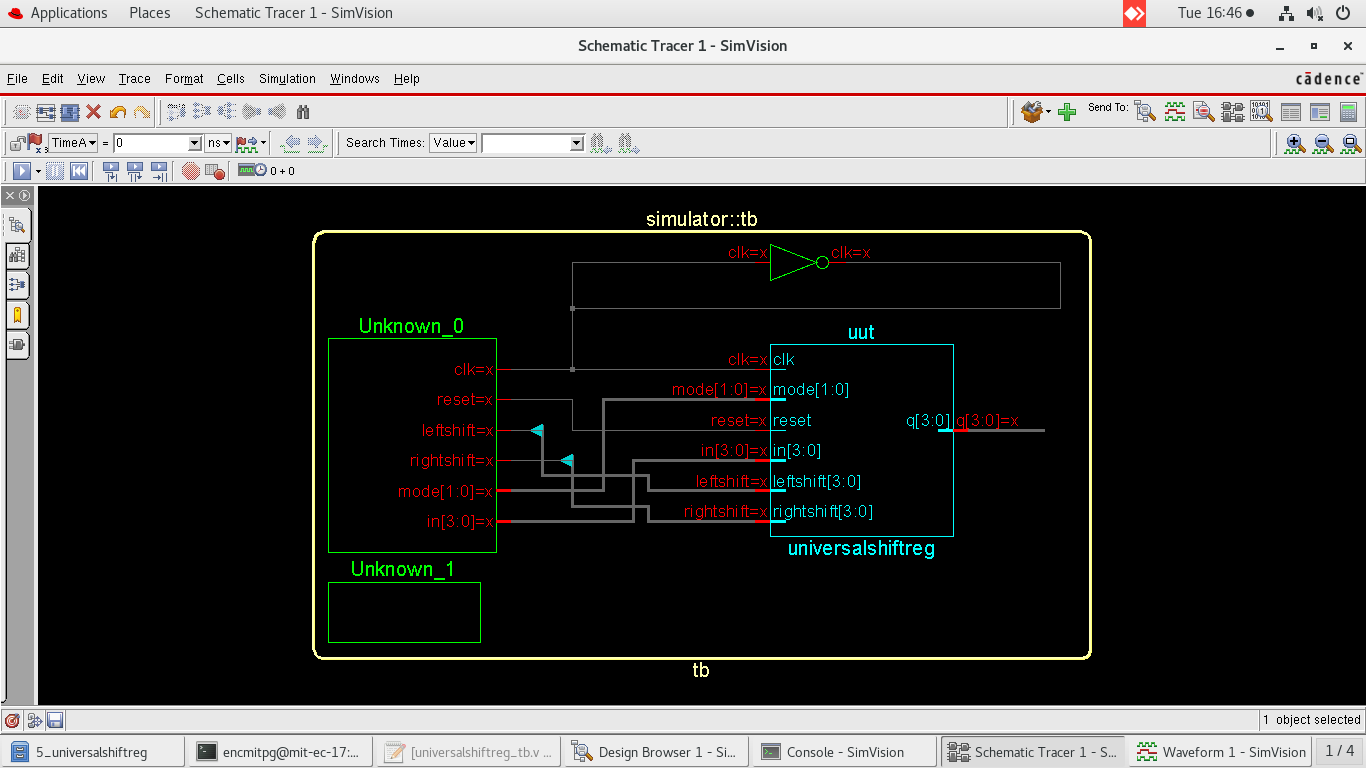 Applications Places Schematic Tracer 1 - SimVision Tue 16:46
Schematic Tracer 1 - SimVision
File Edit View Trace Format Cells Simulation Windows Help cādence
Send To:
TimeA = 0 ns Search Times: Value
0 + 0
simulator::tb
clk=x clk=x
Unknown_0 uut
clk=x clk=x clk
mode[1:0]=x mode[1:0]
reset=x reset=x reset
q[3:0] q[3:0]=x
leftshift=x in[3:0]=x in[3:0]
rightshift=x leftshift=x leftshift[3:0]
mode[1:0]=x rightshift=x rightshift[3:0]
in[3:0]=x
universalshiftreg
Unknown_1
tb
1 object selected
5_universalshiftreg encmitpg@mit-ec-17:... [universalshiftreg_tb.v ... Design Browser 1 - Si... Console - SimVision Schematic Tracer 1 - S... Waveform 1 - SimVision 1 / 4